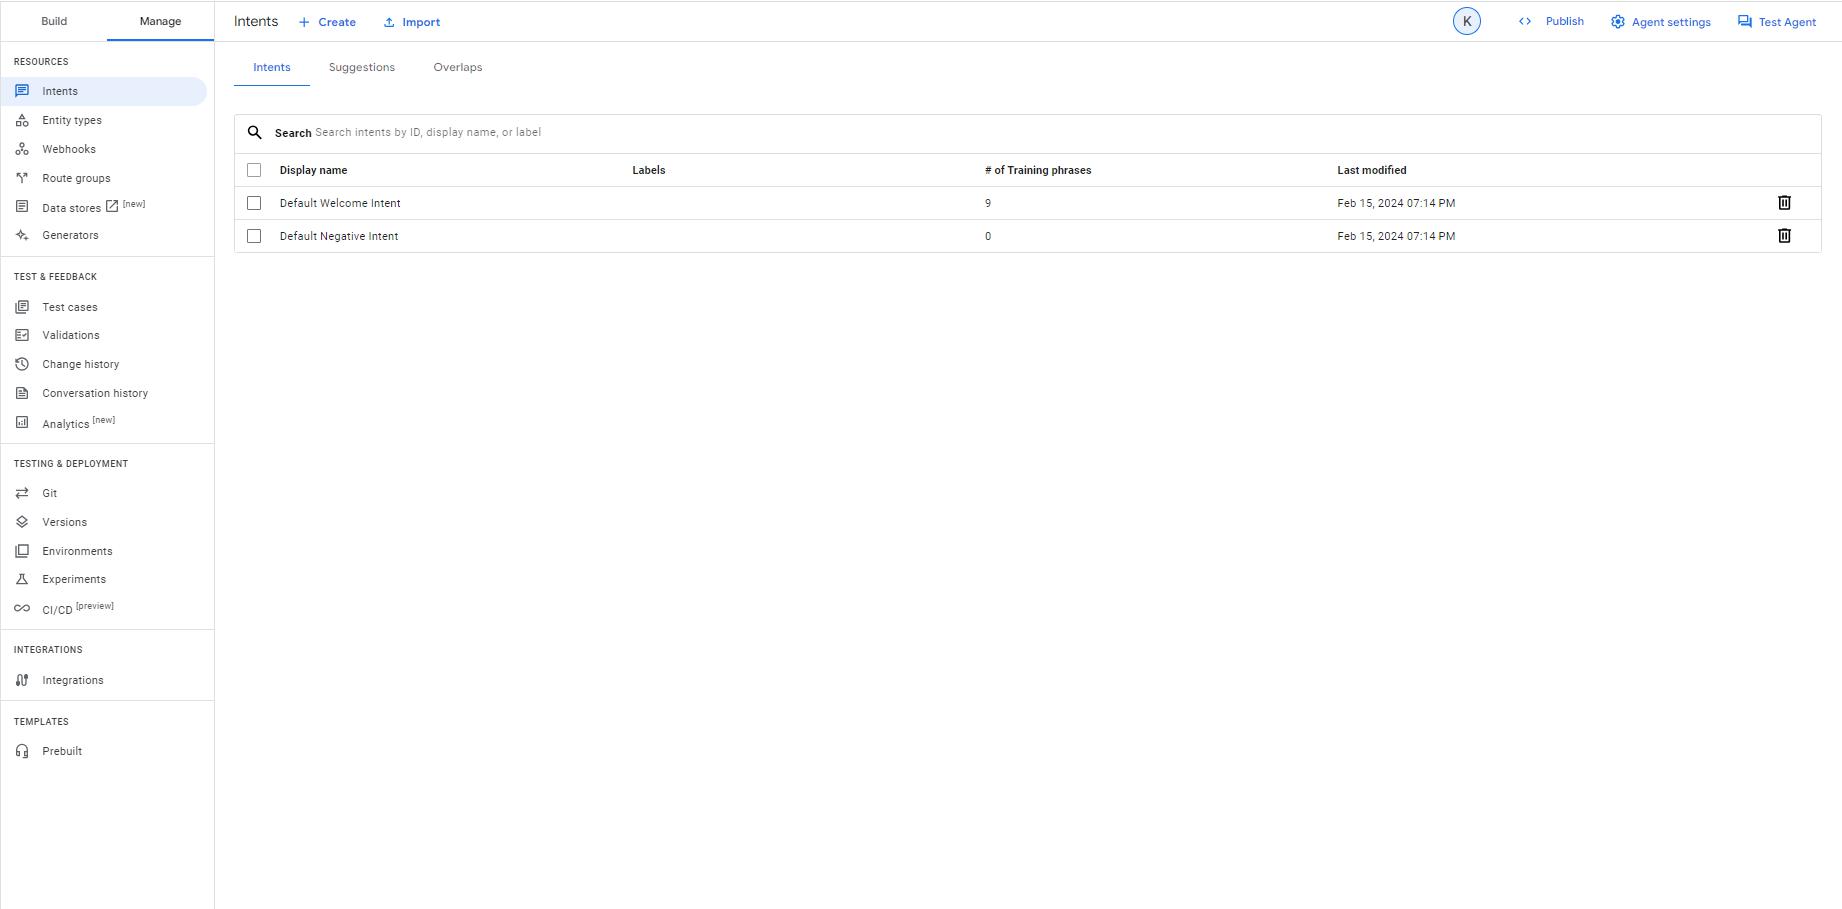 Build
Manage
RESOURCES
Intents
Entity types
Webhooks
Route groups
Data stores [new]
Generators
TEST & FEEDBACK
Test cases
Validations
Change history
Conversation history
Analytics [new]
TESTING & DEPLOYMENT
Git
Versions
Environments
Experiments
CI/CD [preview]
INTEGRATIONS
Integrations
TEMPLATES
Prebuilt
Intents + Create Import K <> Publish Agent settings Test Agent
Intents Suggestions Overlaps
Search Search intents by ID, display name, or label
Display name Labels # of Training phrases Last modified
Default Welcome Intent 9 Feb 15, 2024 07:14 PM
Default Negative Intent 0 Feb 15, 2024 07:14 PM